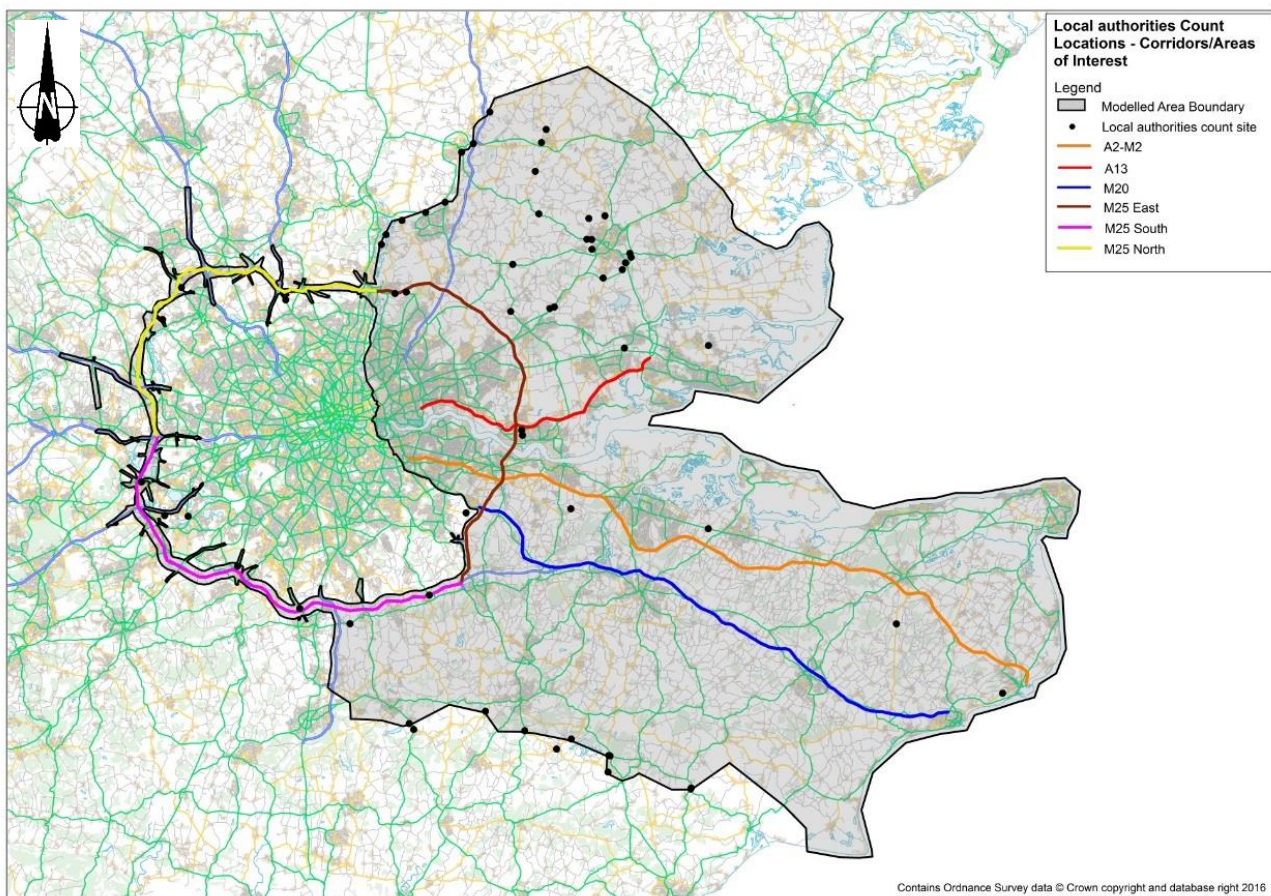 N
Local authorities Count
Locations - Corridors/Areas
of Interest
Legend
Modelled Area Boundary
Local authorities count site
A2-M2
A13
M20
M25 East
M25 South
M25 North
Contains Ordnance Survey data © Crown copyright and database right 2016